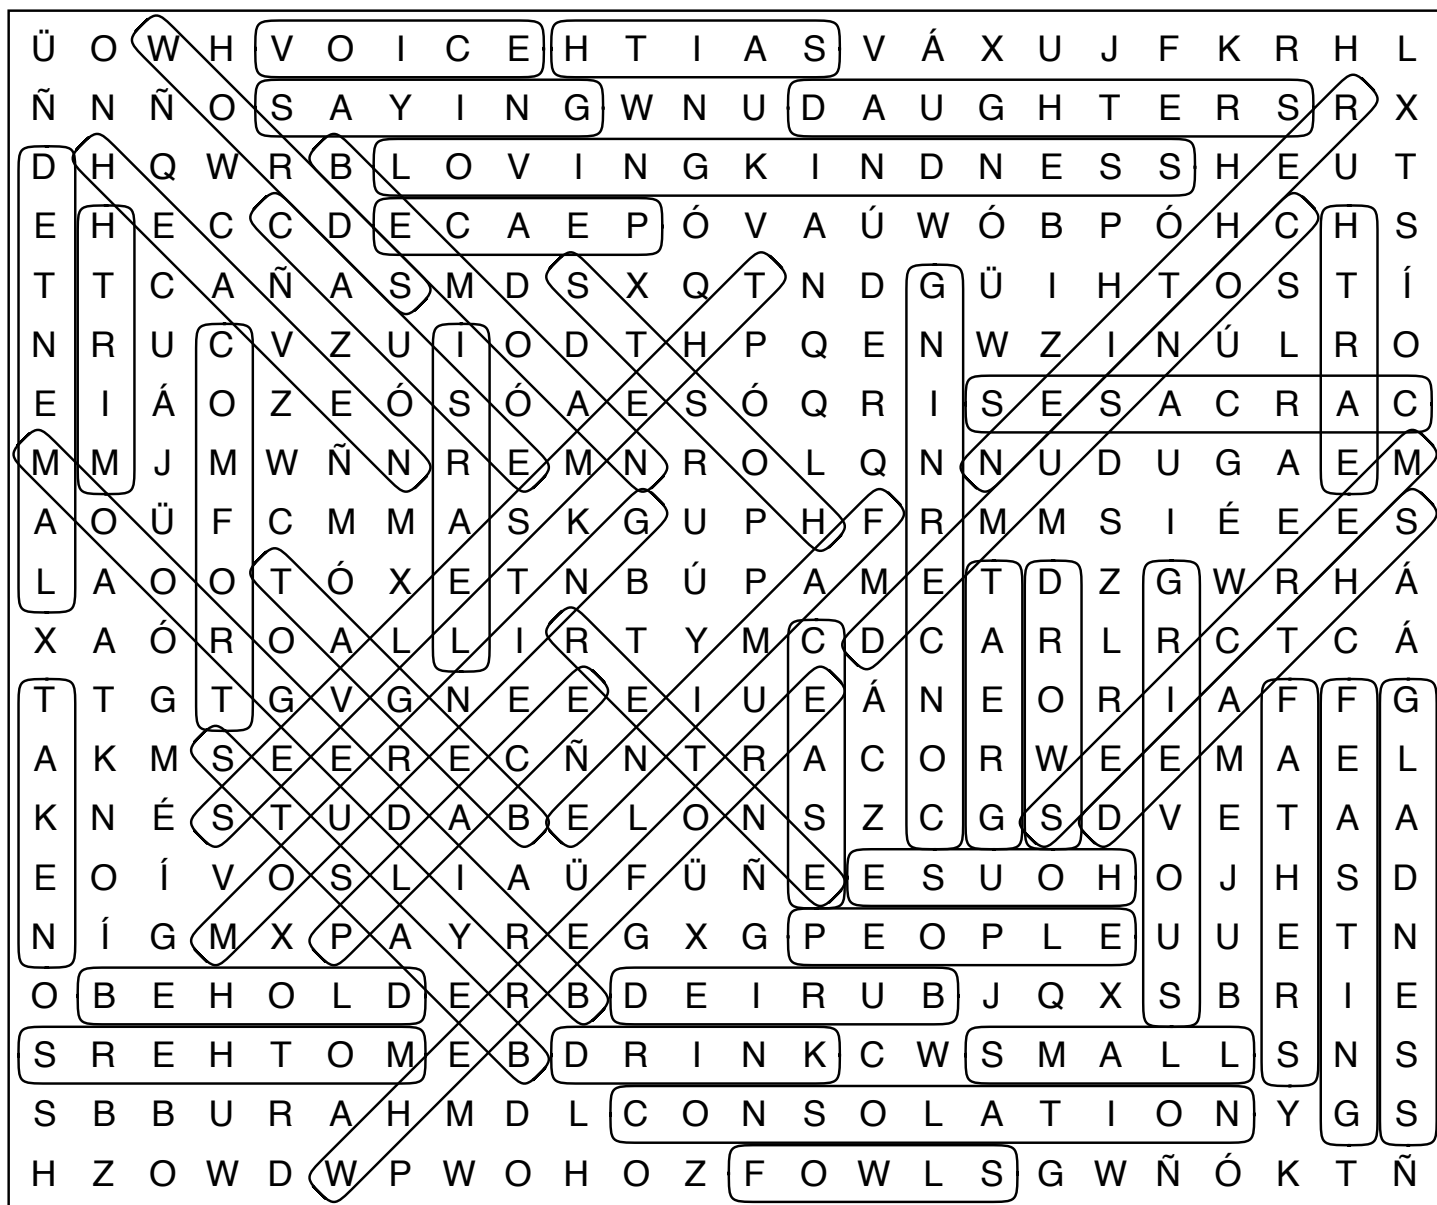 Ü O W H V O I C E H T I A S V Á X U J F K R H L
Ñ N Ñ O S A Y I N G W N U D A U G H T E R S R X
D H Q W R B L O V I N G K I N D N E S S H E U T
E H E C C D E C A E P Ó V A Ú W Ó B P Ó H C H S
T T C A Ñ A S M D S X Q T N D G Ü I H T O S T Í
N R U C V Z U I O D T H P Q E N W Z I N Ú L R O
E I Á O Z E Ó S Ó A E S Ó Q R I S E S A C R A C
M M J M W Ñ N R E M N R O L Q N N U D U G A E M
A O Ü F C M M A S K G U P H F R M M S I É E E S
L A O O T Ó X E T N B Ú P A M E T D Z G W R H Á
X A Ó R O A L L I R T Y M C D C A R L R C T C Á
T T G T G V G N E E E I U E Á N E O R I A F F G
A K M S E E R E C Ñ N T R A C O R W E E M A E L
K N É S T U D A B E L O N S Z C G S D V E T A A
E O Í V O S L I A Ü F Ü Ñ E E S U O H O J H S D
N Í G M X P A Y R E G X G P E O P L E U U E T N
O B E H O L D E R B D E I R U B J Q X S B R I E
S R E H T O M E B D R I N K C W S M A L L S N S
S B B U R A H M D L C O N S O L A T I O N Y G S
H Z O W D W P W O H O Z F O W L S G W Ñ Ó K T Ñ